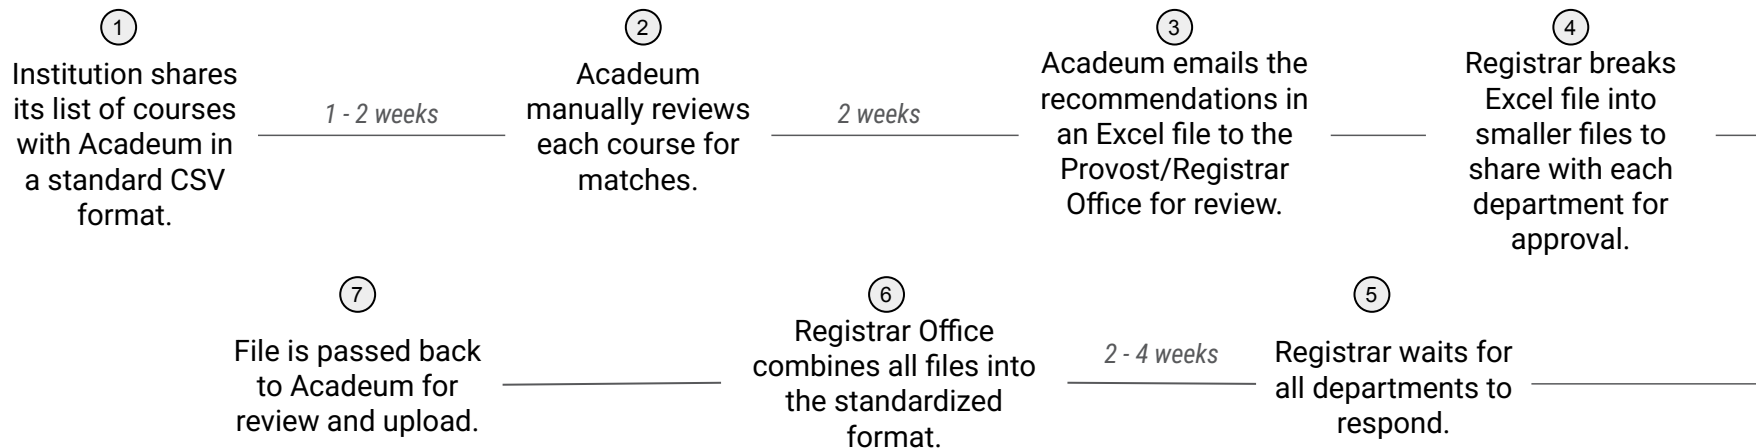 1
Institution shares
its list of courses
with Acadeum in
a standard CSV
format.
1 - 2 weeks
2
Acadeum
manually reviews
each course for
matches.
2 weeks
3
Acadeum emails the
recommendations in
an Excel file to the
Provost/Registrar
Office for review.
4
Registrar breaks
Excel file into
smaller files to
share with each
department for
approval.
5
Registrar waits for
all departments to
respond.
2 - 4 weeks
6
Registrar Office
combines all files into
the standardized
format.
7
File is passed back
to Acadeum for
review and upload.